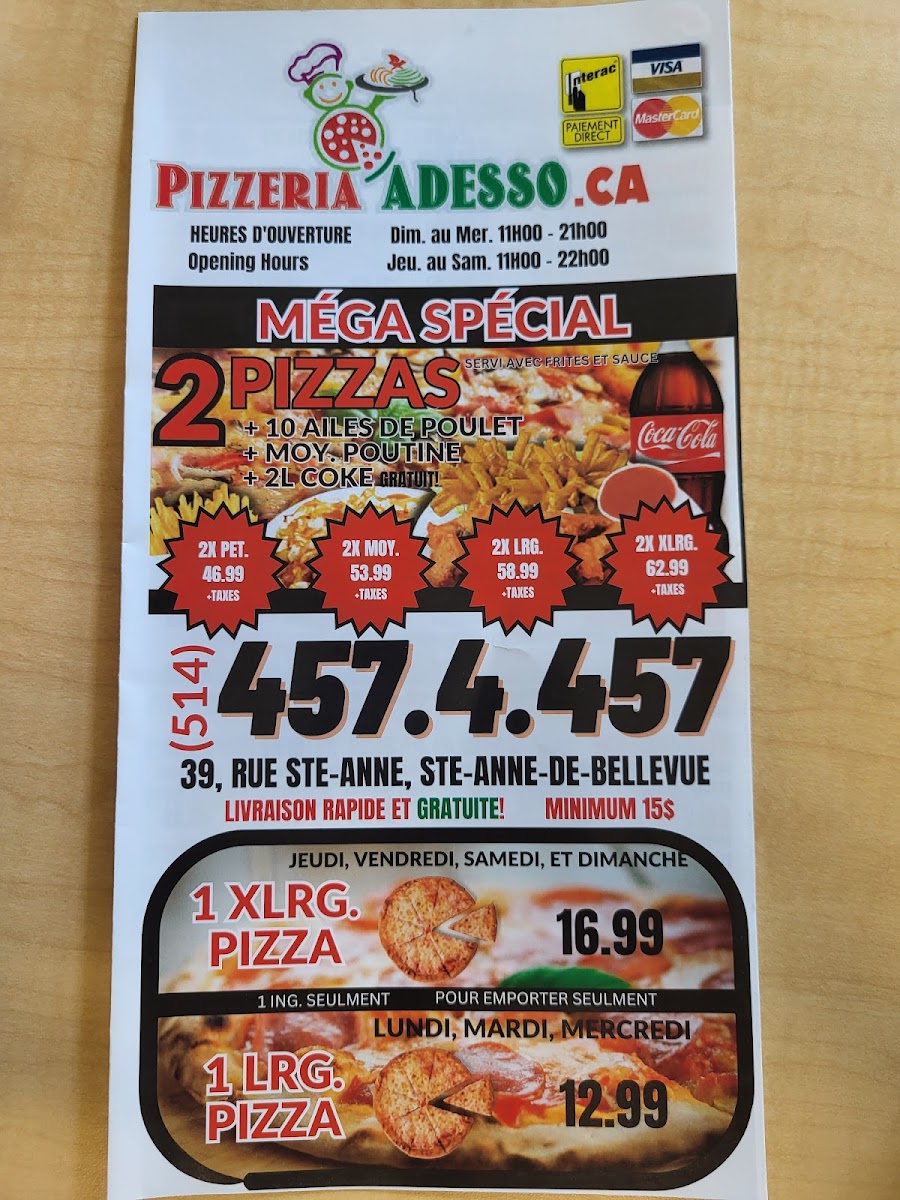 Interac
PAIEMENT
DIRECT
VISA
MasterCard
PIZZERIA ADESSO.CA
HEURES D'OUVERTURE Dim. au Mer. 11H00 - 21h00
Opening Hours Jeu. au Sam. 11H00 - 22h00
MÉGA SPÉCIAL
2 PIZZAS
SERVI AVEC FRITES ET SAUCE
+ 10 AILES DE POULET
+ MOY. POUTINE
+ 2L COKE GRATUIT!
Coca-Cola
2X PET.
46.99
+TAXES
2X MOY.
53.99
+TAXES
2X LRG.
58.99
+TAXES
2X XLRG.
62.99
+TAXES
(514) 457.4.457
39, RUE STE-ANNE, STE-ANNE-DE-BELLEVUE
LIVRAISON RAPIDE ET GRATUITE! MINIMUM 15$
JEUDI, VENDREDI, SAMEDI, ET DIMANCHE
1 XLRG.
PIZZA
16.99
1 ING. SEULMENT POUR EMPORTER SEULMENT
LUNDI, MARDI, MERCREDI
1 LRG.
PIZZA
12.99